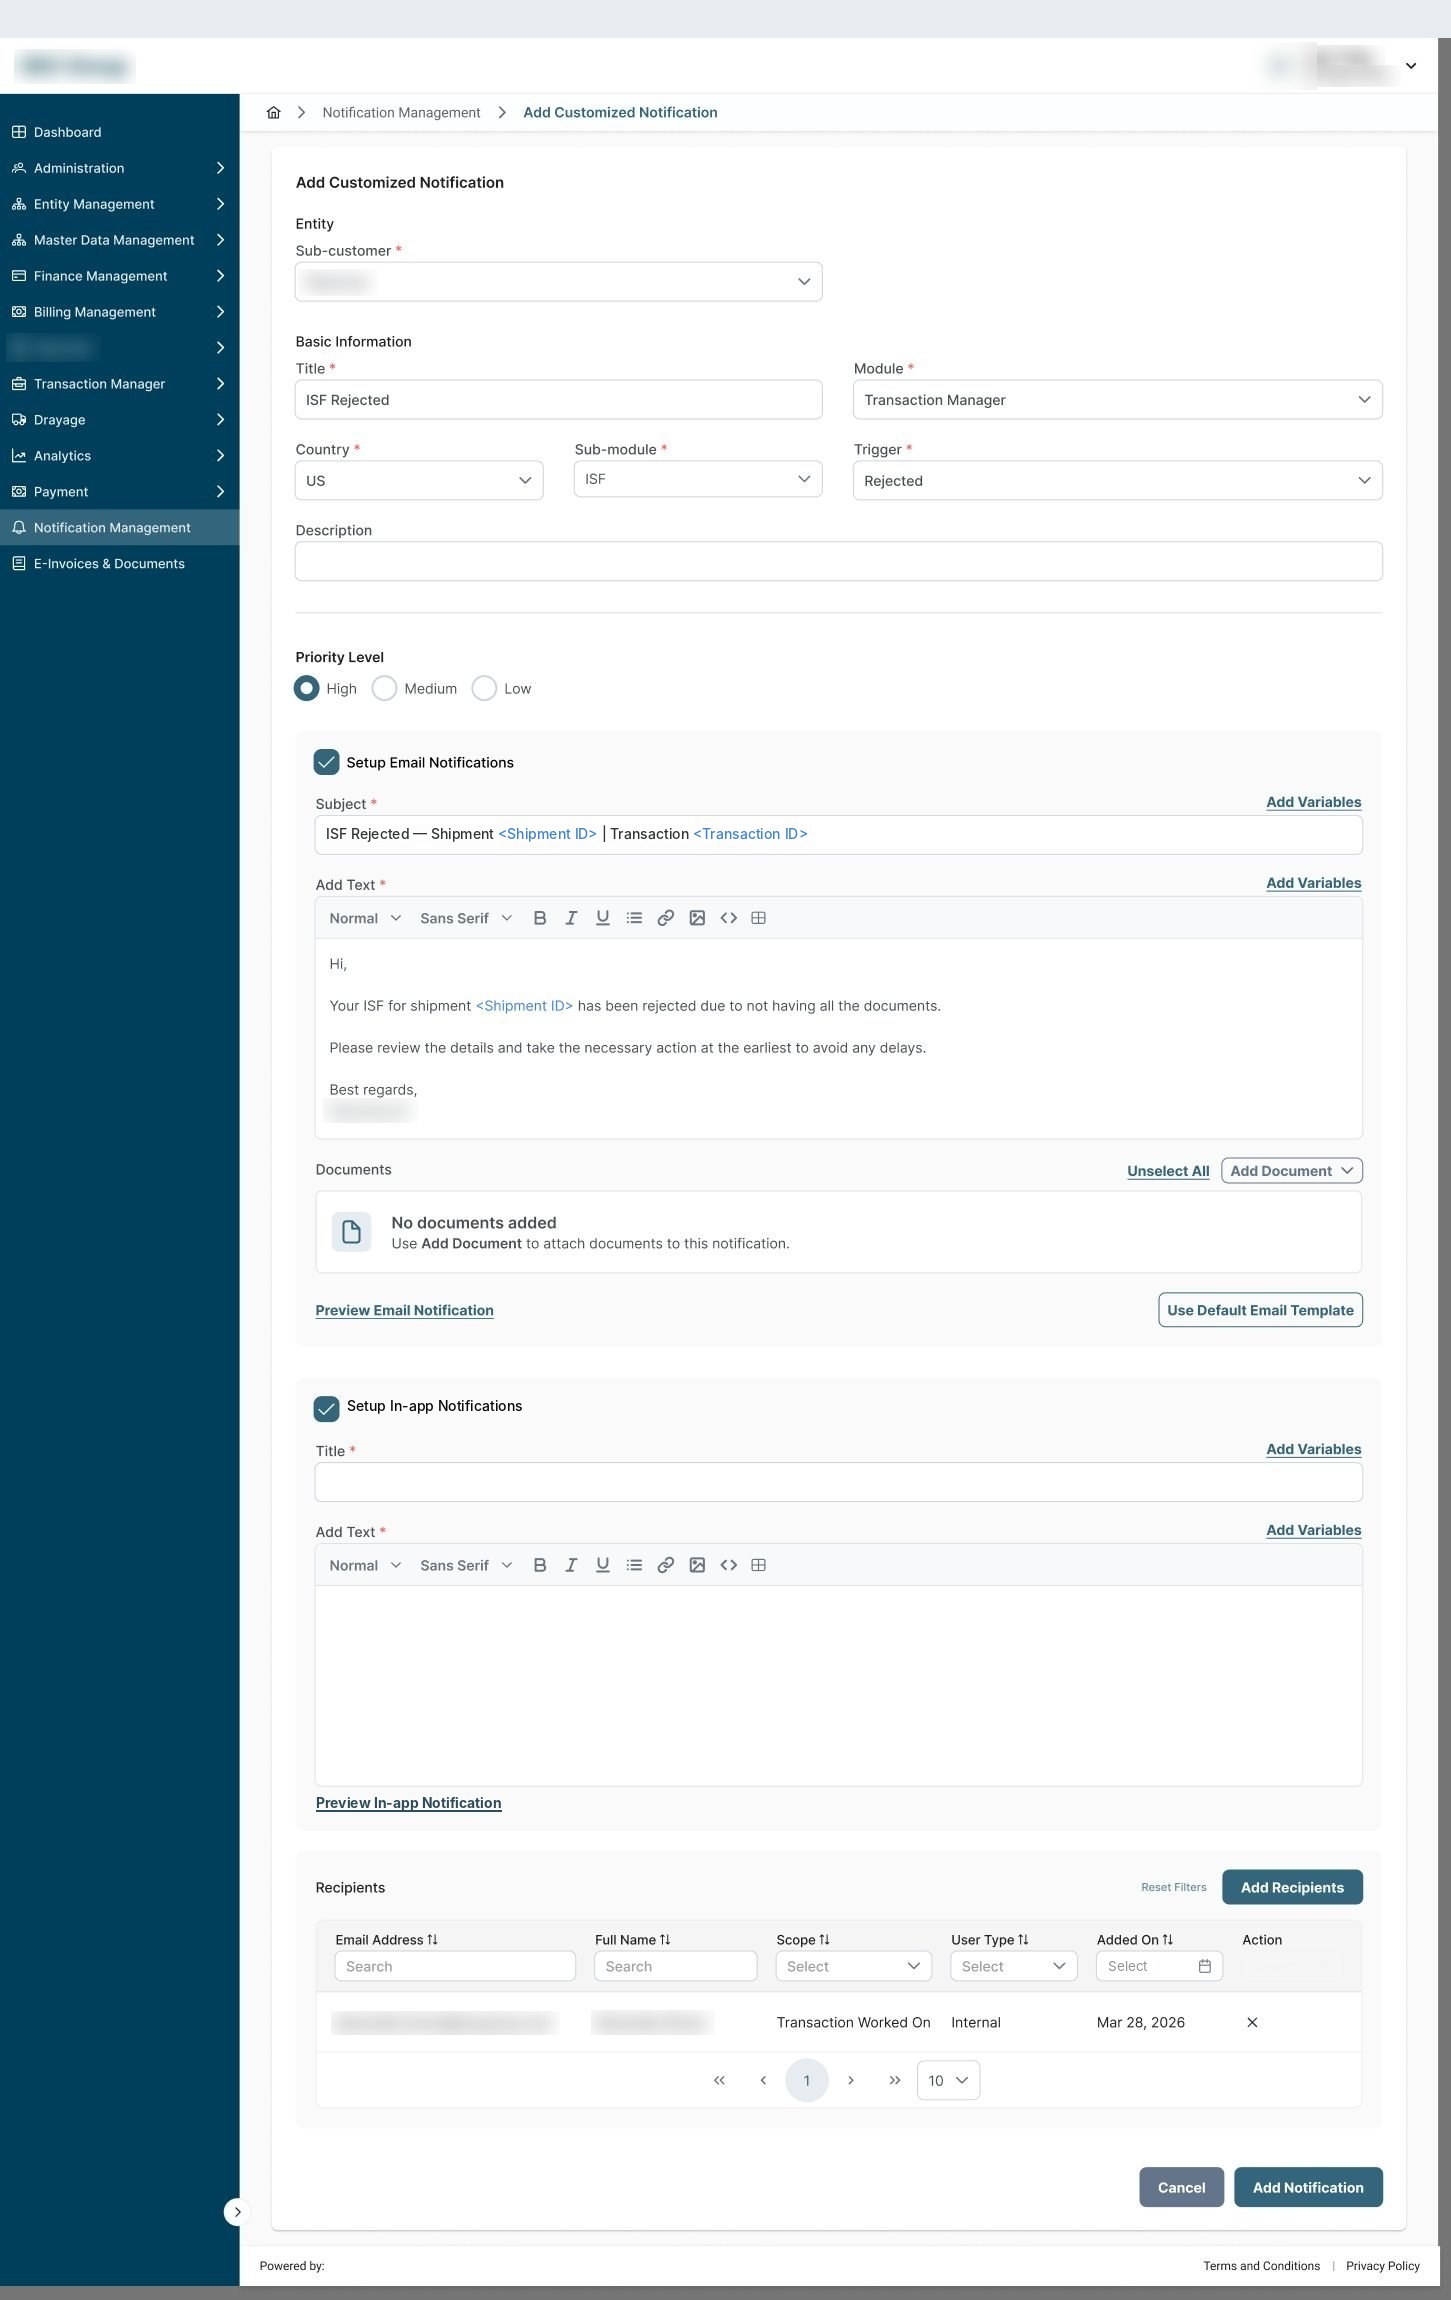 Notification Management
Add Customized Notification
Dashboard
Administration
Entity Management
Master Data Management
Finance Management
Billing Management
Transaction Manager
Drayage
Analytics
Payment
Notification Management
E-Invoices & Documents
Add Customized Notification
Entity
Sub-customer *
Basic Information
Title *
Module *
ISF Rejected
Transaction Manager
Country *
Sub-module *
Trigger *
US
ISF
Rejected
Description
Priority Level
High
Medium
Low
Setup Email Notifications
Subject *
Add Variables
ISF Rejected — Shipment <Shipment ID> | Transaction <Transaction ID>
Add Text *
Add Variables
Normal
Sans Serif
Hi,
Your ISF for shipment <Shipment ID> has been rejected due to not having all the documents.
Please review the details and take the necessary action at the earliest to avoid any delays.
Best regards,
Documents
Unselect All
Add Document
No documents added
Use Add Document to attach documents to this notification.
Preview Email Notification
Use Default Email Template
Setup In-app Notifications
Title *
Add Variables
Add Text *
Add Variables
Normal
Sans Serif
Preview In-app Notification
Recipients
Reset Filters
Add Recipients
Email Address
Full Name
Scope
User Type
Added On
Action
Search
Search
Select
Select
Select
Transaction Worked On
Internal
Mar 28, 2026
1
10
Cancel
Add Notification
Powered by:
Terms and Conditions | Privacy Policy